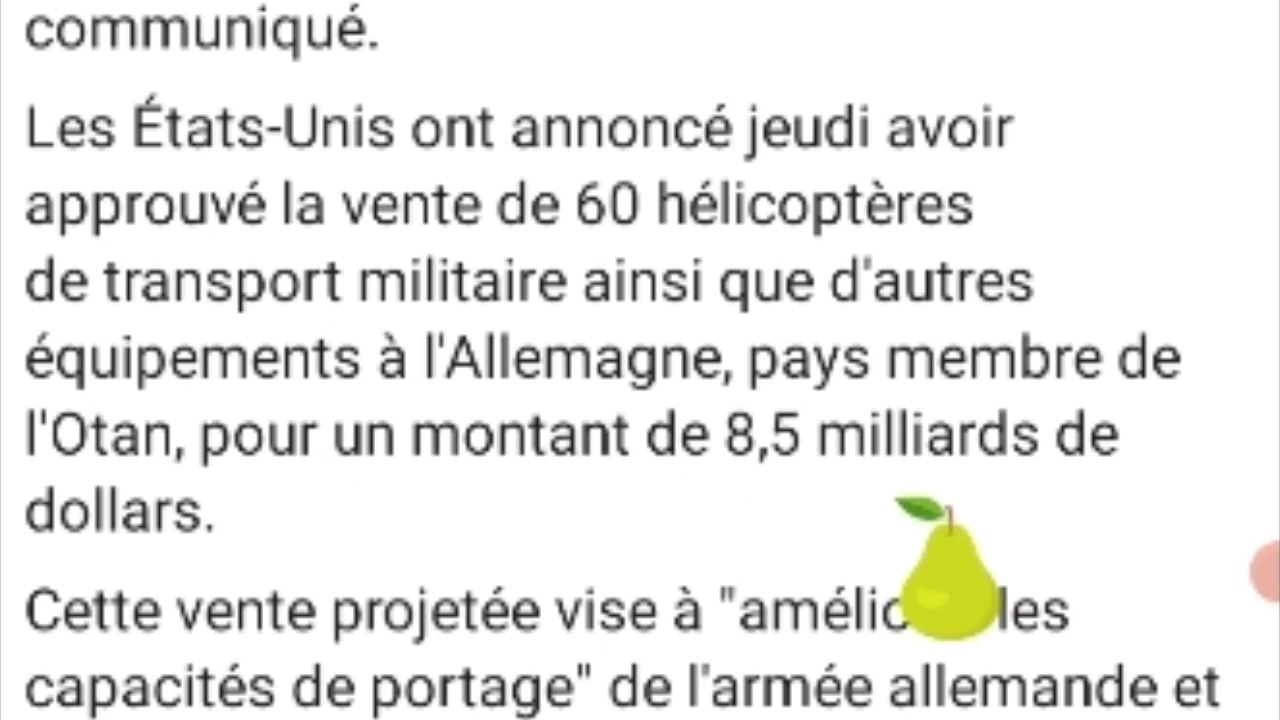 communiqué.
Les États-Unis ont annoncé jeudi avoir
approuvé la vente de 60 hélicoptères
de transport militaire ainsi que d'autres
équipements à l'Allemagne, pays membre de
l'Otan, pour un montant de 8,5 milliards de
dollars.
Cette vente projetée vise à les
capacités de portage" de l'armée allemande et